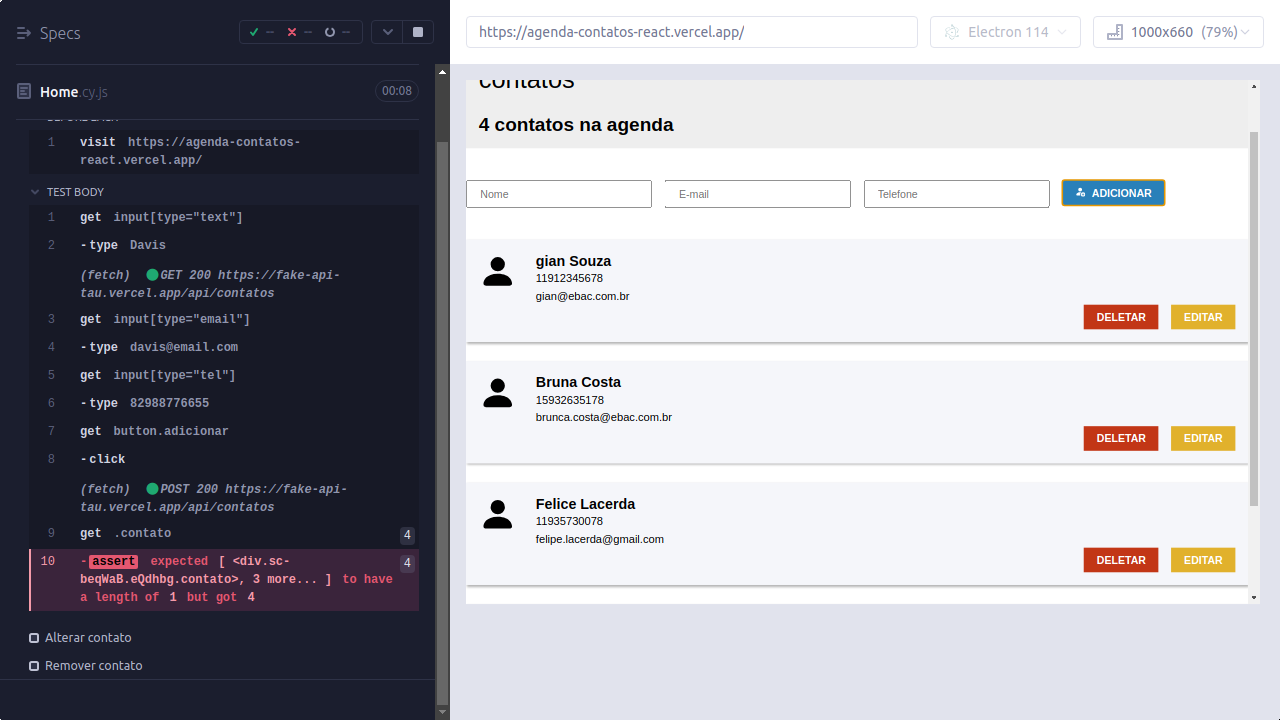 Specs
-- -- --
Home.cy.js
00:08
BEFORE EACH
1 visit https://agenda-contatos-
react.vercel.app/
TEST BODY
1 get input[type="text"]
2 -type Davis
(fetch) GET 200 https://fake-api-
tau.vercel.app/api/contatos
3 get input[type="email"]
4 -type davis@email.com
5 get input[type="tel"]
6 -type 82988776655
7 get button.adicionar
8 -click
(fetch) POST 200 https://fake-api-
tau.vercel.app/api/contatos
9 get .contato 4
10 -assert expected [ <div.sc- 4
beqWaB.eQdhbg.contato>, 3 more... ] to have
a length of 1 but got 4
Alterar contato
Remover contato
https://agenda-contatos-react.vercel.app/
Electron 114
1000x660 (79%)
contatos
4 contatos na agenda
Nome
E-mail
Telefone
ADICIONAR
gian Souza
11912345678
gian@ebac.com.br
DELETAR EDITAR
Bruna Costa
15932635178
brunca.costa@ebac.com.br
DELETAR EDITAR
Felice Lacerda
11935730078
felipe.lacerda@gmail.com
DELETAR EDITAR